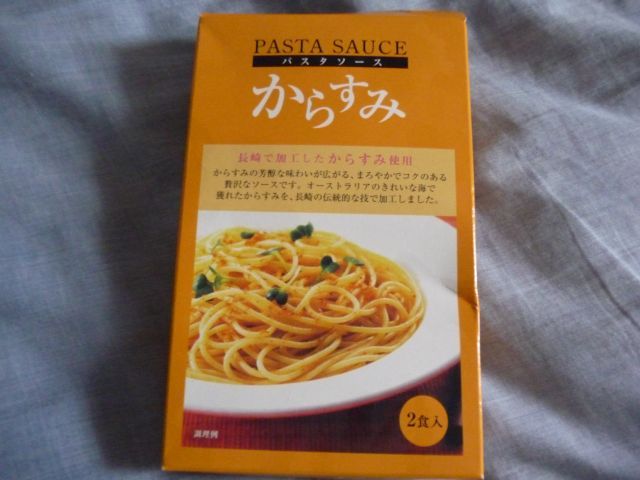 PASTA SAUCE
パスタソース
からすみ
長崎で加工したからすみ使用
からすみの芳醇な味わいが広がる、まろやかでコクのある
贅沢なソースです。オーストラリアのきれいな海で
獲れたからすみを、長崎の伝統的な技で加工しました。
2食入
調理例